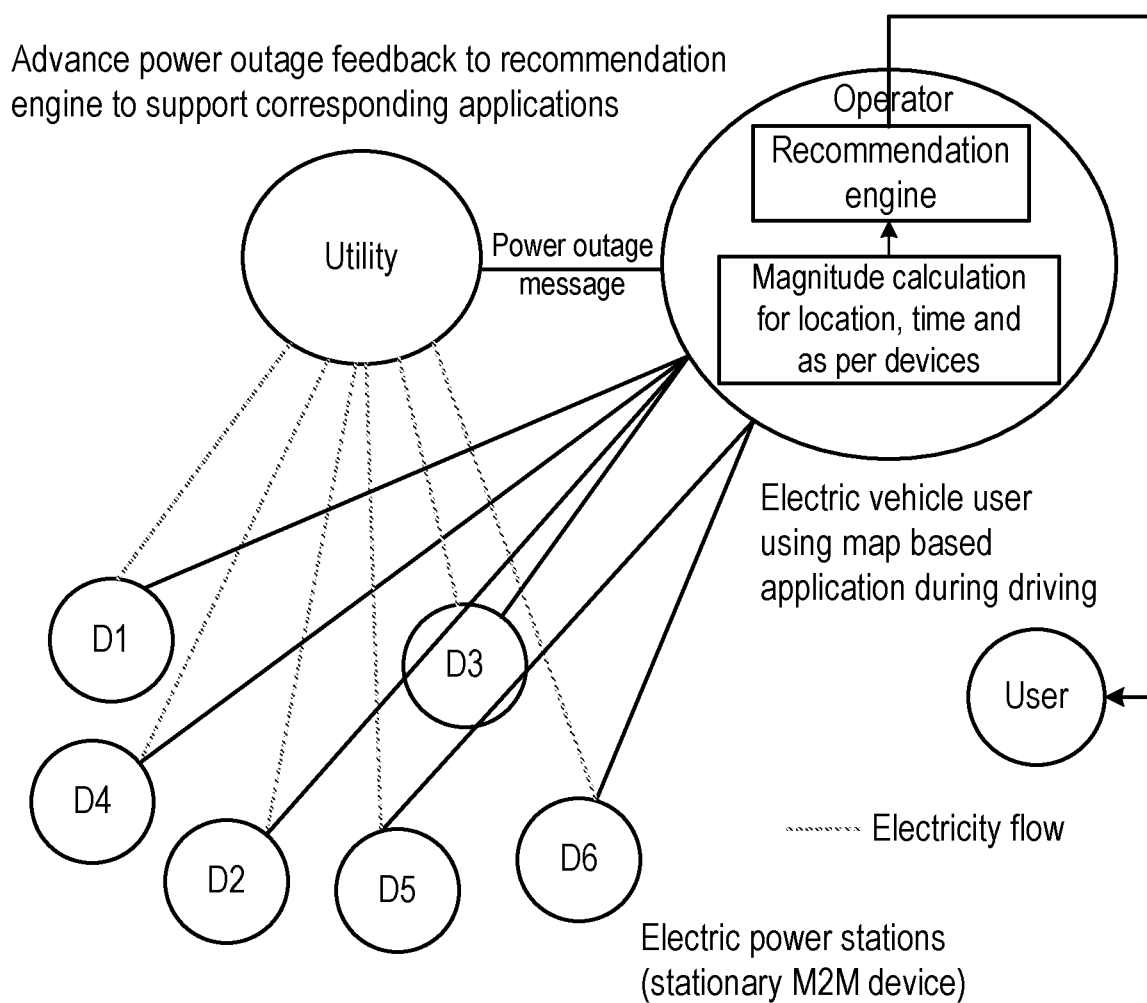 Advance power outage feedback to recommendation
engine to support corresponding applications
Operator
Recommendation
engine
Utility
Power outage
message
Magnitude calculation
for location, time and
as per devices
Electric vehicle user
using map based
application during driving
D1
D3
User
D4
D2
D5
D6
Electricity flow
Electric power stations
(stationary M2M device)